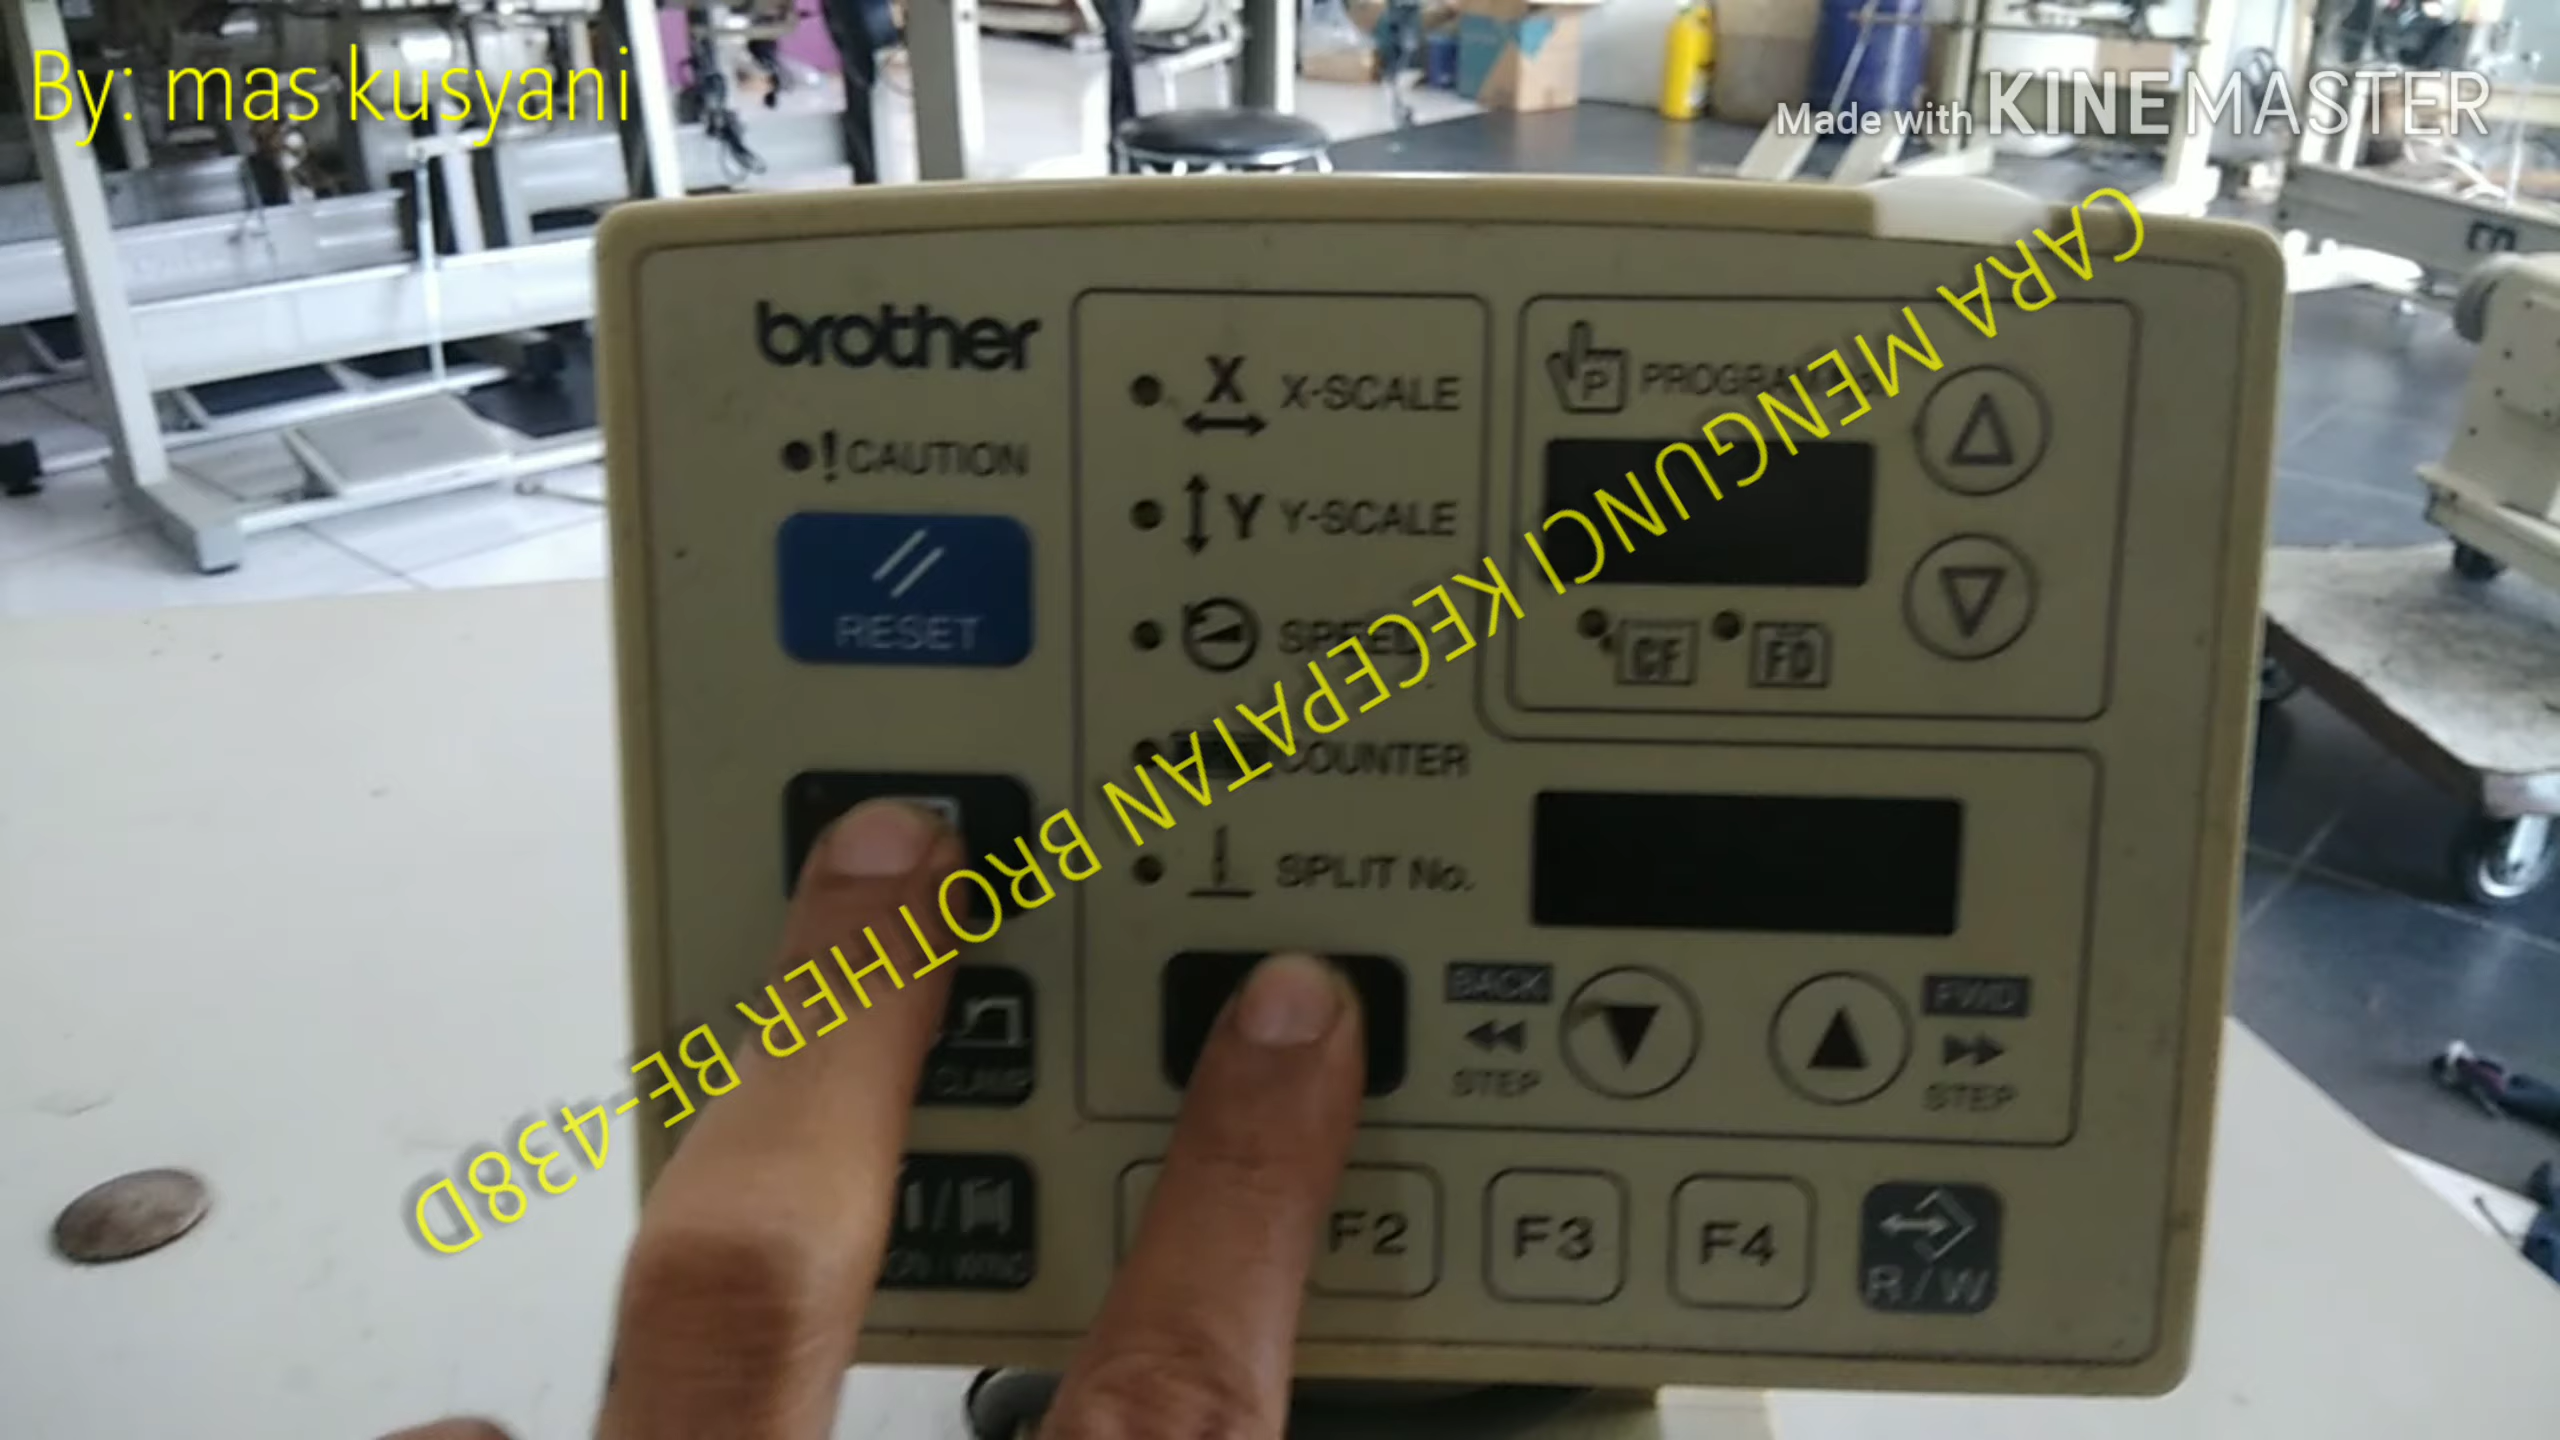 By: mas kusyani
Made with KINEMASTER
CARA MENGUNCI KECEPATAN BROTHER BE-438D
brother
! CAUTION
RESET
X
X-SCALE
Y
Y-SCALE
SPEED
COUNTER
SPLIT No.
P
CF
FD
BACK
STEP
FWD
STEP
CLAMP
F2
F3
F4
R/W